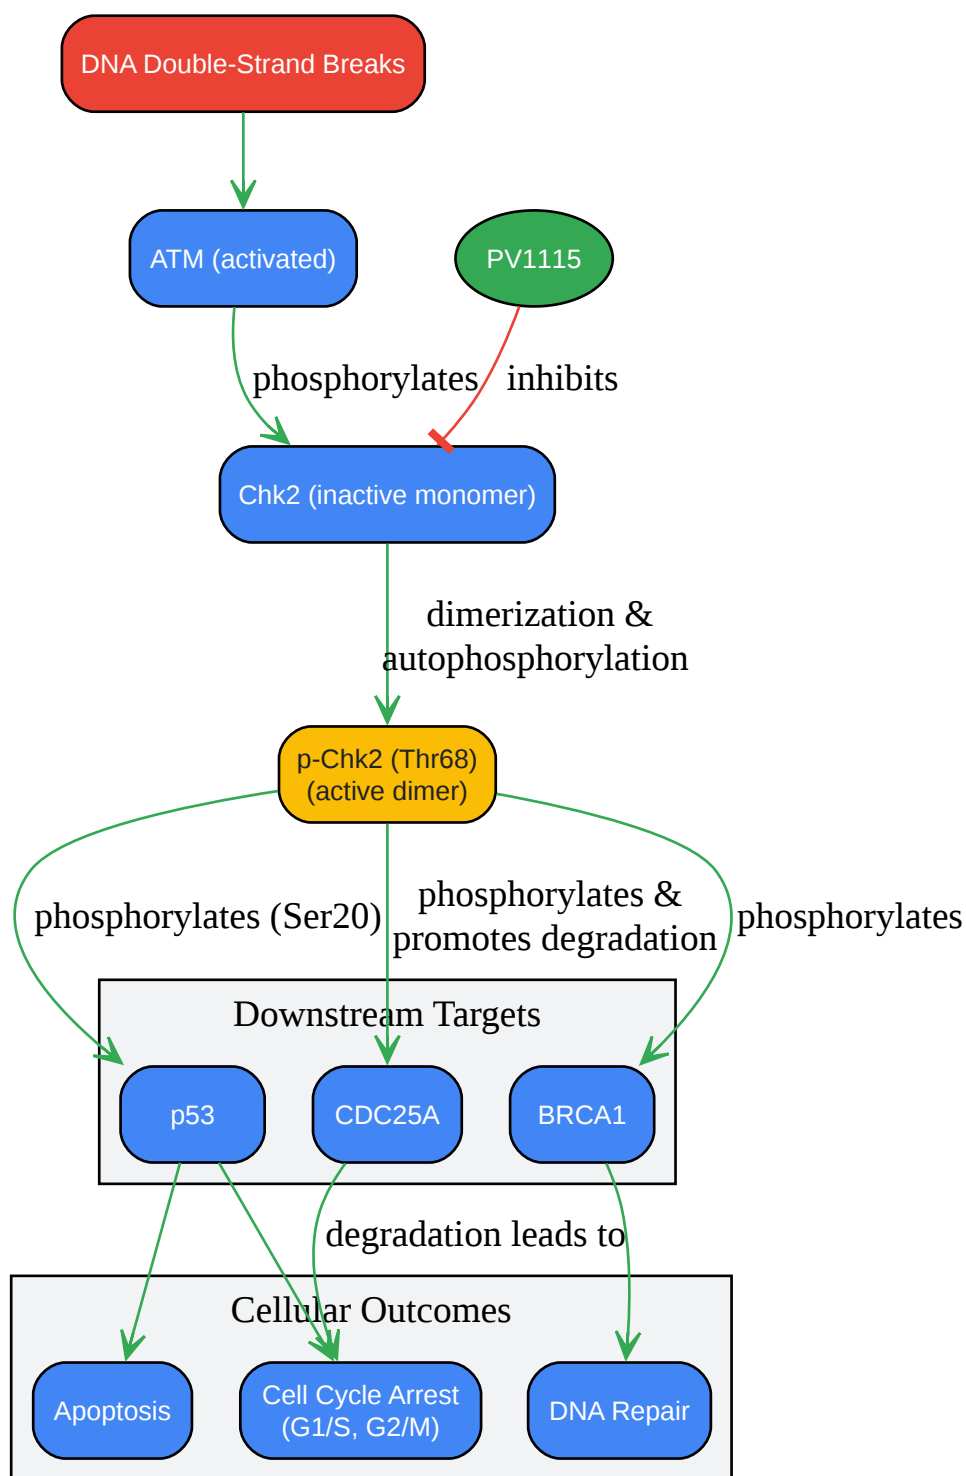 DNA Double-Strand Breaks
ATM (activated)
PV1115
phosphorylates
inhibits
Chk2 (inactive monomer)
dimerization &
autophosphorylation
p-Chk2 (Thr68)
(active dimer)
phosphorylates (Ser20)
phosphorylates &
promotes degradation
phosphorylates
Downstream Targets
p53
CDC25A
BRCA1
degradation leads to
Cellular Outcomes
Apoptosis
Cell Cycle Arrest
(G1/S, G2/M)
DNA Repair